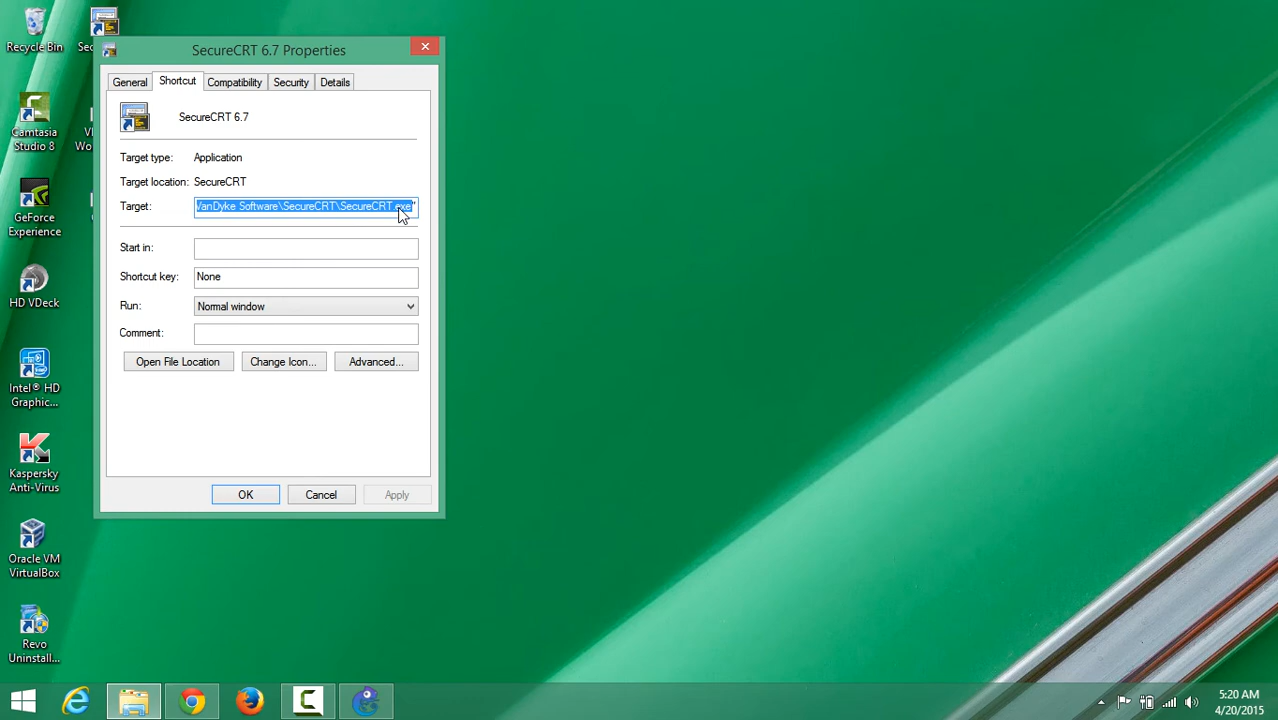 Recycle Bin
Sec
SecureCRT 6.7 Properties
General Shortcut Compatibility Security Details
SecureCRT 6.7
Target type: Application
Target location: SecureCRT
Target: VanDyke Software\SecureCRT\SecureCRT.exe"
Start in:
Shortcut key: None
Run: Normal window
Comment:
Open File Location Change Icon... Advanced...
OK Cancel Apply
Camtasia
Studio 8
GeForce
Experience
HD VDeck
Intel® HD
Graphic...
Kaspersky
Anti-Virus
Oracle VM
VirtualBox
Revo
Uninstall...
5:20 AM
4/20/2015